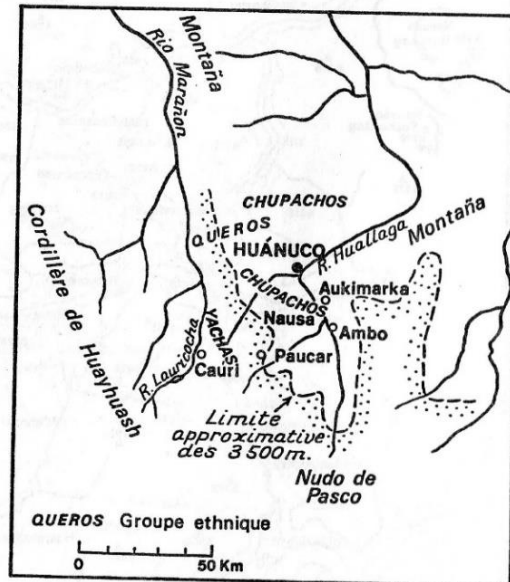 Montaña
Río Marañon
CHUPACHOS
QUEROS
HUÁNUCO
R. Huallaga
Montaña
Cordillère de Huayhuash
CHUPACHOS
Aukimarka
Nausa
Ambo
YACHAS
R. Lauricocha
Cauri
Paucar
Limite
approximative
des 3500 m.
Nudo de
Pasco
QUEROS Groupe ethnique
0 50 Km